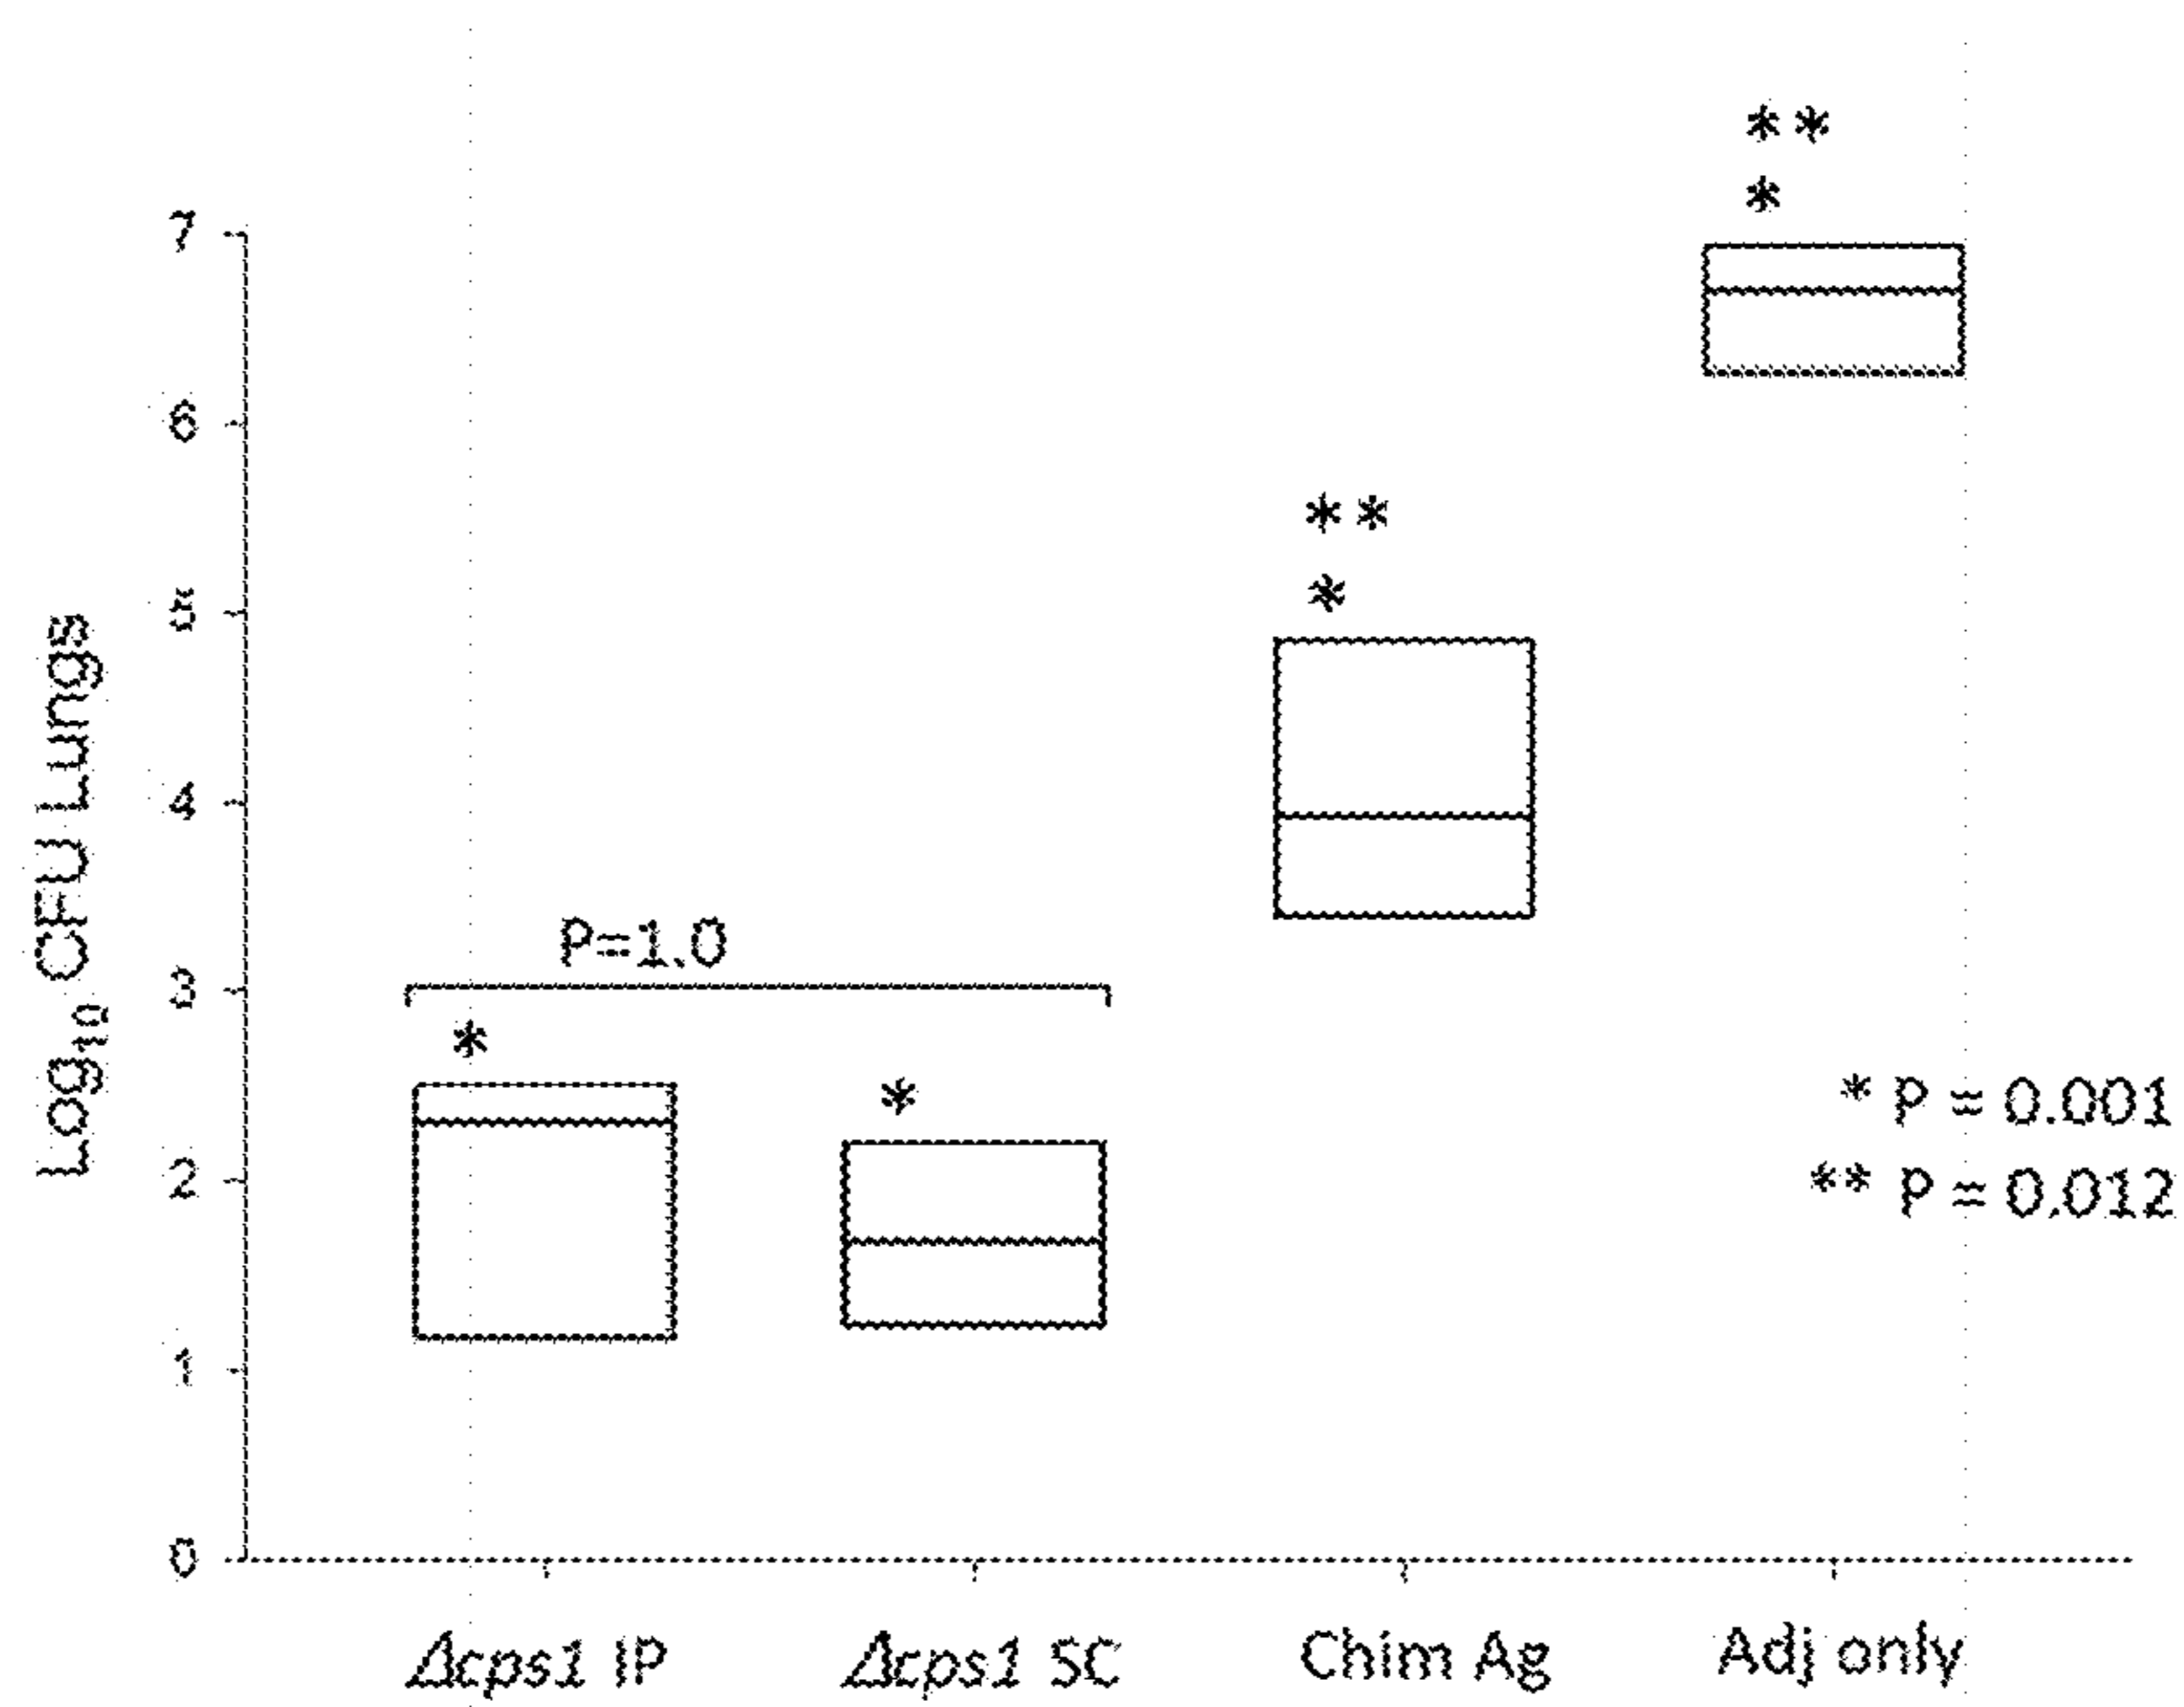 **
*
7
6
**
5
*
4
P=1.0
3
*
*
* P = 0.001
2
** P = 0.012
1
0
Log10 CFU Lungs
Δcps1 IP
Δcps1 SC
Chim Ag
Adj only